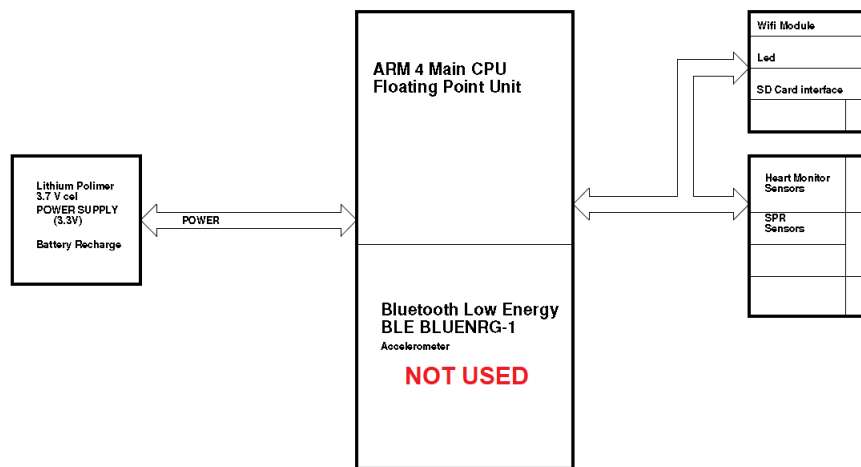 Lithium Polimer
3.7 V cel
POWER SUPPLY
(3.3V)
Battery Recharge
POWER
ARM 4 Main CPU
Floating Point Unit
Bluetooth Low Energy
BLE BLUENRG-1
Accelerometer
NOT USED
Wifi Module
Led
SD Card interface
Heart Monitor
Sensors
SPR
Sensors